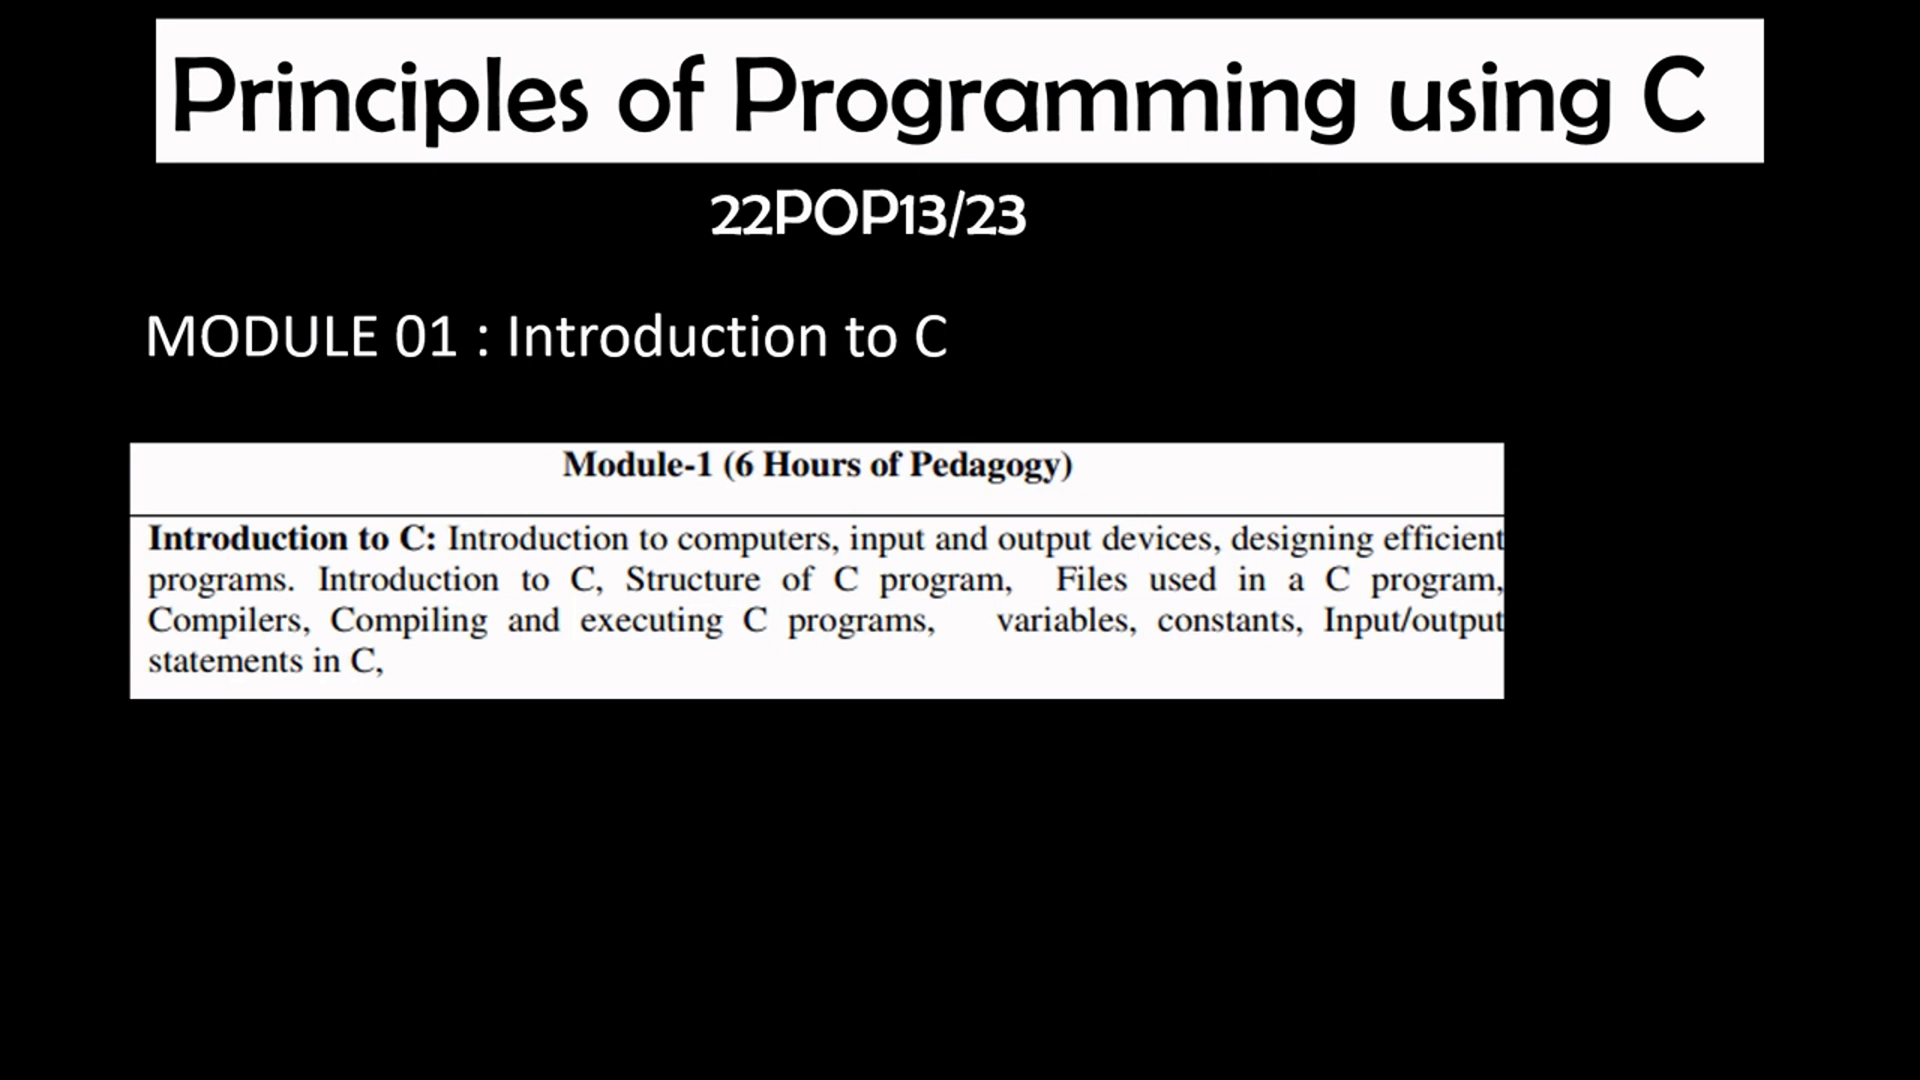 Principles of Programming using C
22POP13/23
MODULE 01 : Introduction to C
Module-1 (6 Hours of Pedagogy)
Introduction to C: Introduction to computers, input and output devices, designing efficient
programs. Introduction to C, Structure of C program, Files used in a C program,
Compilers, Compiling and executing C programs, variables, constants, Input/output
statements in C,